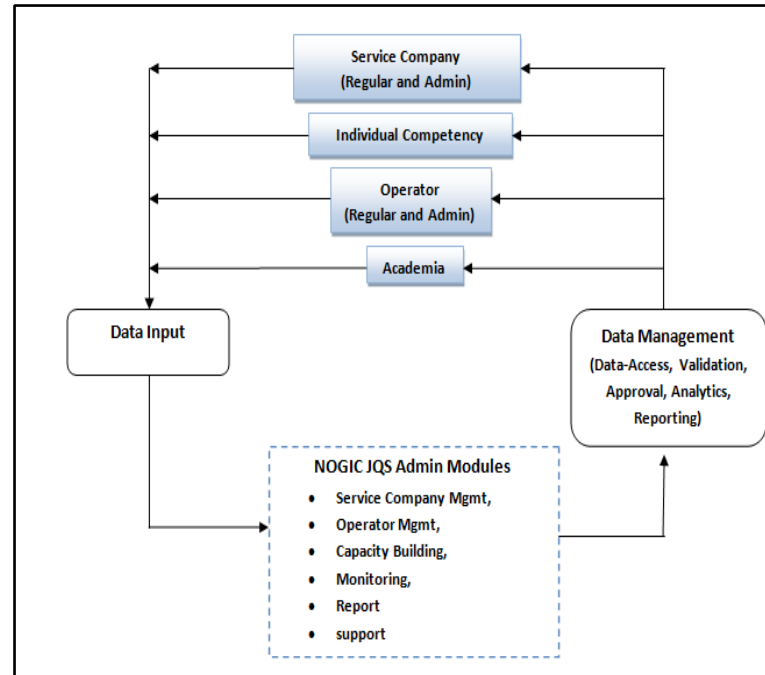 Service Company
(Regular and Admin)
Individual Competency
Operator
(Regular and Admin)
Academia
Data Input
Data Management
(Data-Access, Validation,
Approval, Analytics,
Reporting)
NOGIC JQS Admin Modules
• Service Company Mgmt,
• Operator Mgmt,
• Capacity Building,
• Monitoring,
• Report
• support